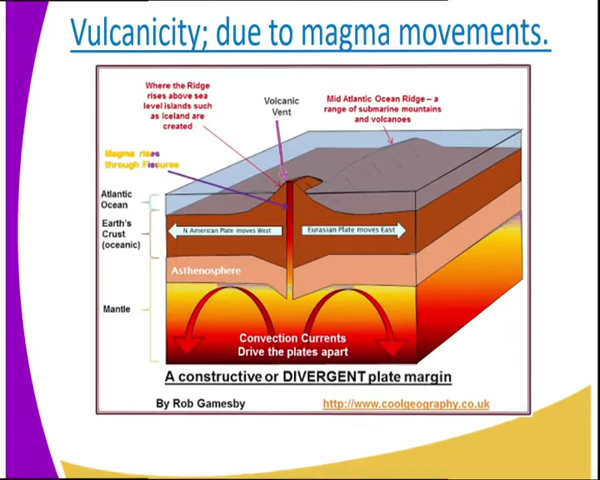 Vulcanicity; due to magma movements.
Where the Ridge
rises above sea
level islands such
as Iceland are
created
Volcanic
Vent
Mid Atlantic Ocean Ridge – a
range of submarine mountains
and volcanoes
Magma rises
through Fissures
Atlantic
Ocean
Earth's
Crust
(oceanic)
N American Plate moves West
Eurasian Plate moves East
Asthenosphere
Mantle
Convection Currents
Drive the plates apart
A constructive or DIVERGENT plate margin
By Rob Gamesby
http://www.coolgeography.co.uk